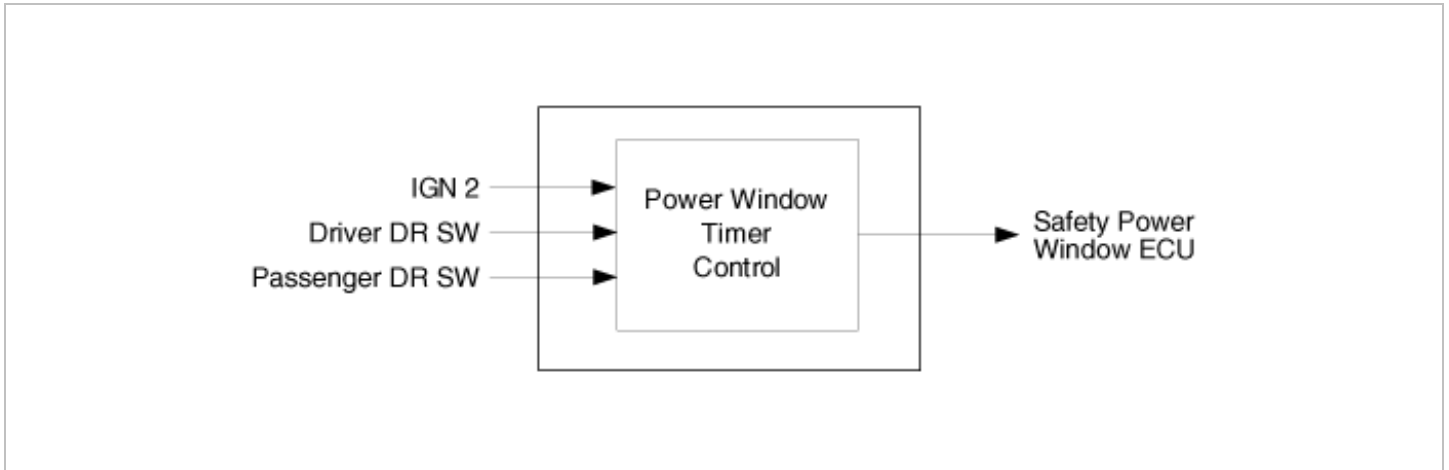 IGN 2
Driver DR SW
Passenger DR SW
Power Window
Timer
Control
Safety Power
Window ECU